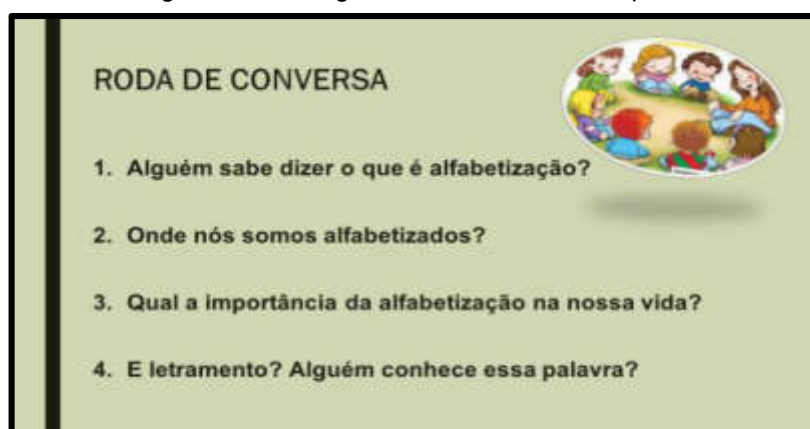 RODA DE CONVERSA
1. Alguém sabe dizer o que é alfabetização?
2. Onde nós somos alfabetizados?
3. Qual a importância da alfabetização na nossa vida?
4. E letramento? Alguém conhece essa palavra?